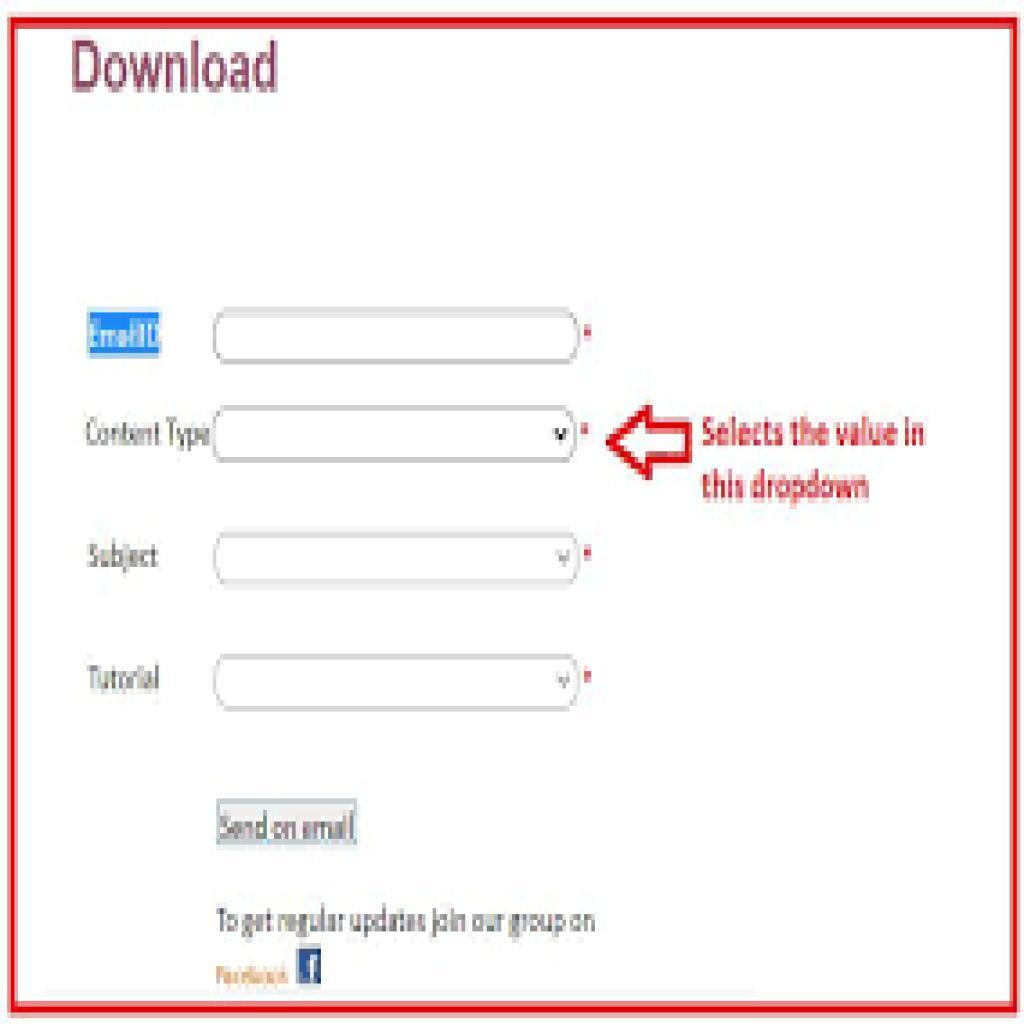 Download
EmailID *
Content Type *
Selects the value in
this dropdown
Subject *
Tutorial *
Send on email
To get regular updates join our group on
Facebook f